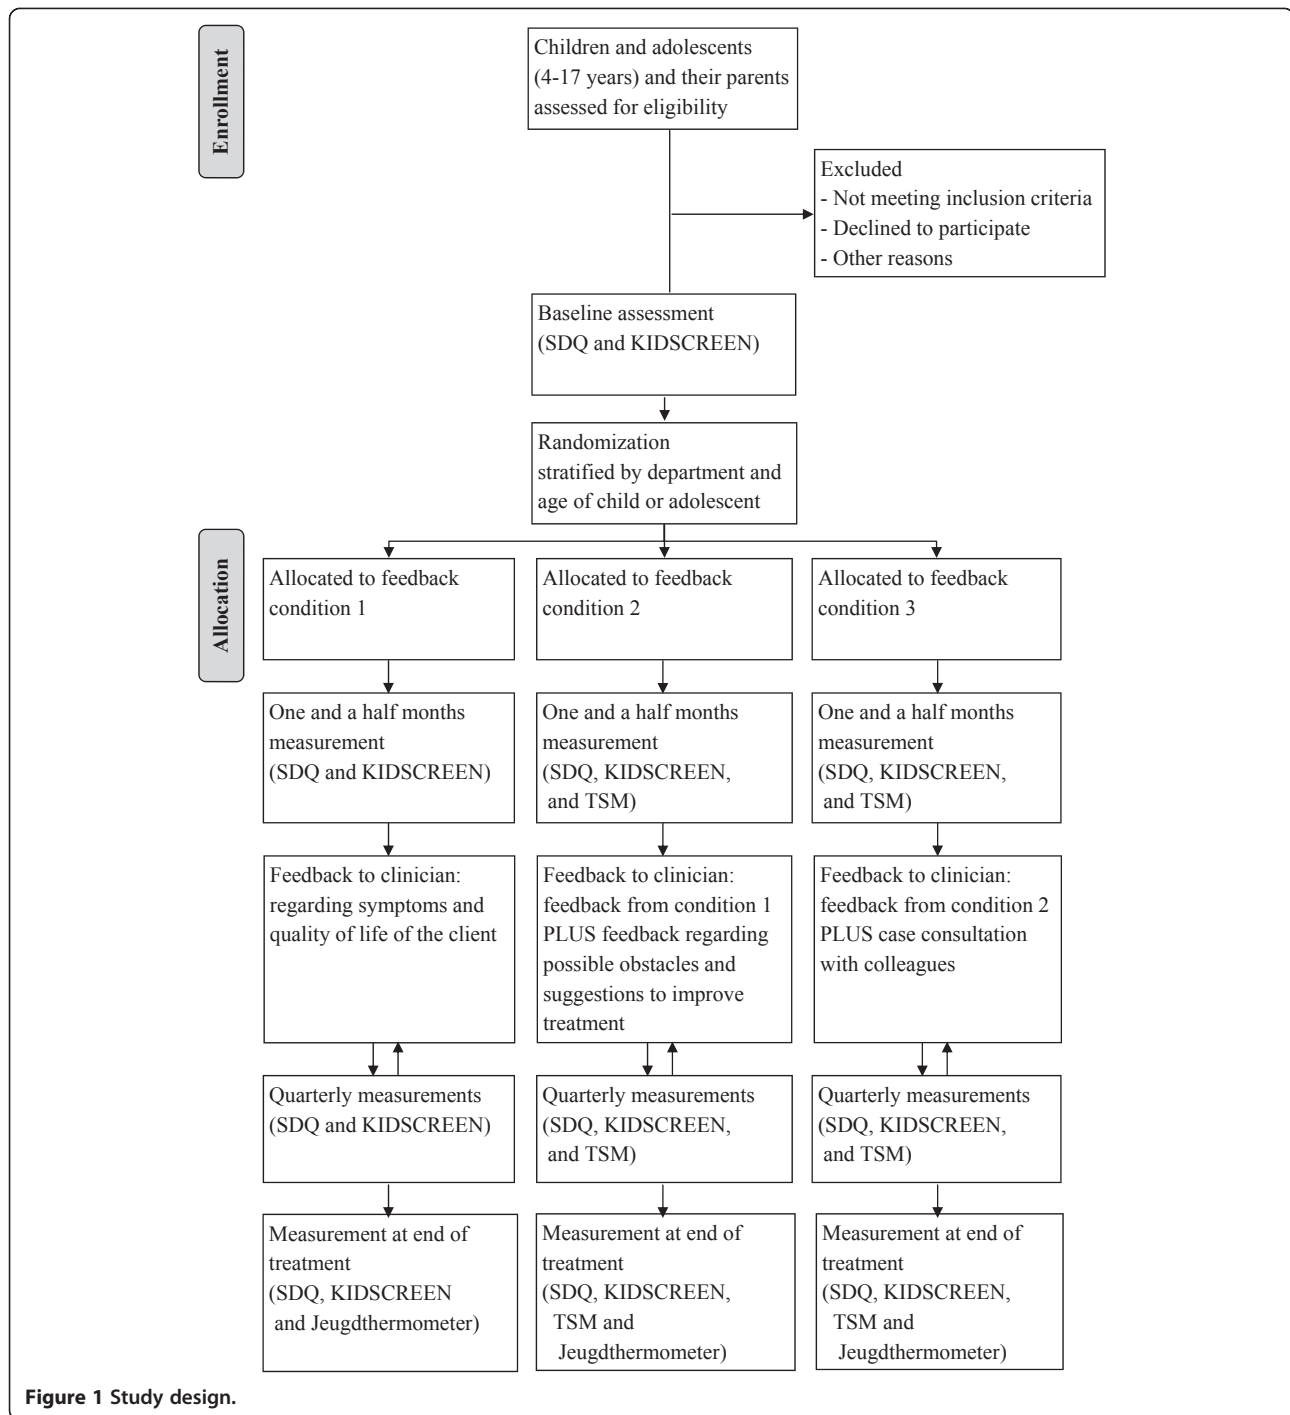 Enrollment
Children and adolescents
(4-17 years) and their parents
assessed for eligibility
Excluded
- Not meeting inclusion criteria
- Declined to participate
- Other reasons
Baseline assessment
(SDQ and KIDSCREEN)
Randomization
stratified by department and
age of child or adolescent
Allocation
Allocated to feedback
condition 1
Allocated to feedback
condition 2
Allocated to feedback
condition 3
One and a half months
measurement
(SDQ and KIDSCREEN)
One and a half months
measurement
(SDQ, KIDSCREEN,
and TSM)
One and a half months
measurement
(SDQ, KIDSCREEN,
and TSM)
Feedback to clinician:
regarding symptoms and
quality of life of the client
Feedback to clinician:
feedback from condition 1
PLUS feedback regarding
possible obstacles and
suggestions to improve
treatment
Feedback to clinician:
feedback from condition 2
PLUS case consultation
with colleagues
Quarterly measurements
(SDQ and KIDSCREEN)
Quarterly measurements
(SDQ, KIDSCREEN,
and TSM)
Quarterly measurements
(SDQ, KIDSCREEN,
and TSM)
Measurement at end of
treatment
(SDQ, KIDSCREEN
and Jeugdthermometer)
Measurement at end of
treatment
(SDQ, KIDSCREEN,
TSM and
Jeugdthermometer)
Measurement at end of
treatment
(SDQ, KIDSCREEN,
TSM and
Jeugdthermometer)
Figure 1 Study design.